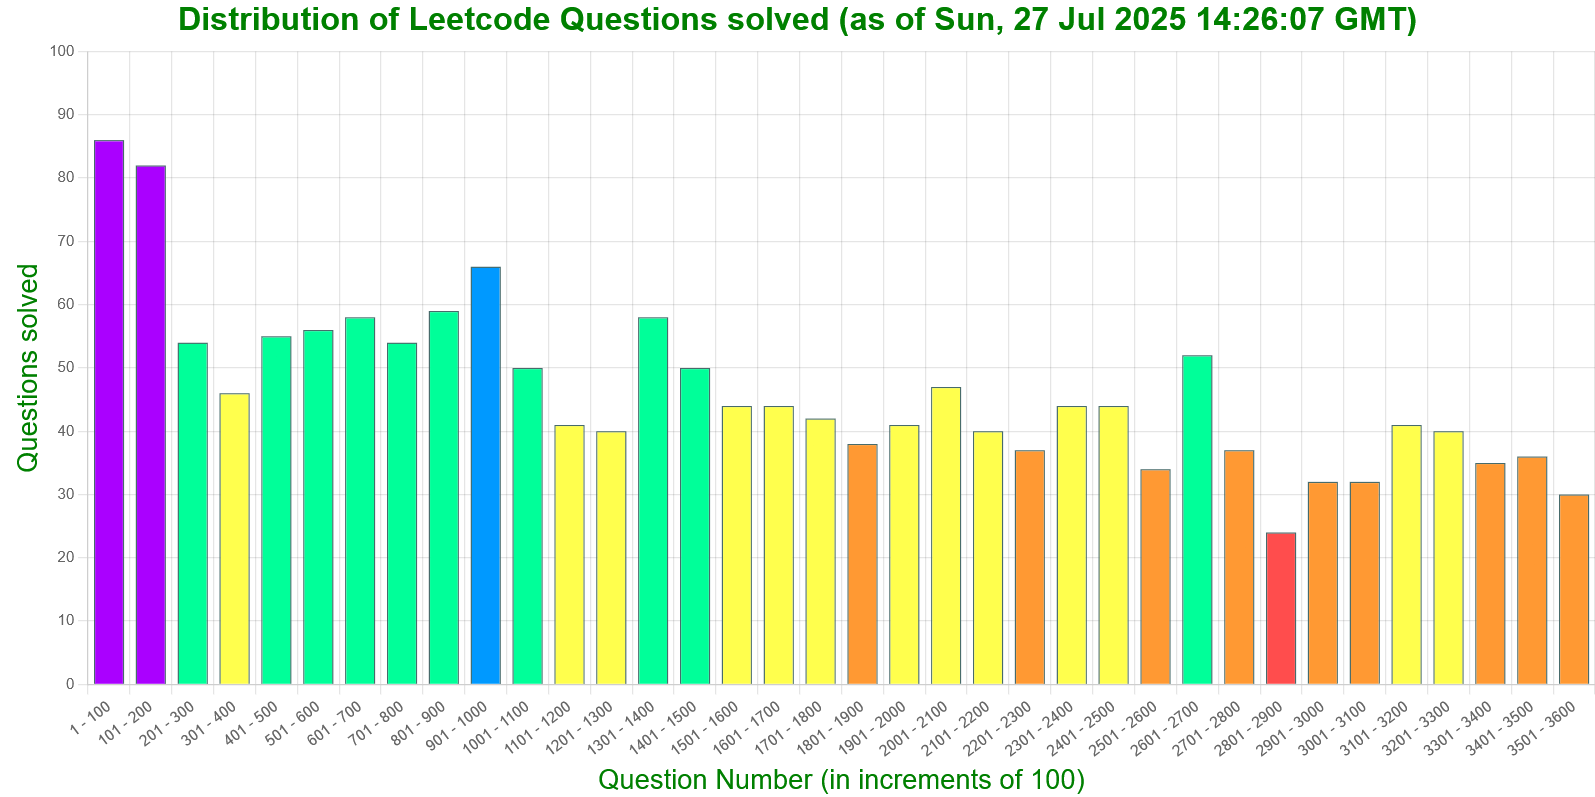 Distribution of Leetcode Questions solved (as of Sun, 27 Jul 2025 14:26:07 GMT)
100
90
80
70
60
50
40
30
20
10
0
Questions solved
1 - 100
101 - 200
201 - 300
301 - 400
401 - 500
501 - 600
601 - 700
701 - 800
801 - 900
901 - 1000
1001 - 1100
1101 - 1200
1201 - 1300
1301 - 1400
1401 - 1500
1501 - 1600
1601 - 1700
1701 - 1800
1801 - 1900
1901 - 2000
2001 - 2100
2101 - 2200
2201 - 2300
2301 - 2400
2401 - 2500
2501 - 2600
2601 - 2700
2701 - 2800
2801 - 2900
2901 - 3000
3001 - 3100
3101 - 3200
3201 - 3300
3301 - 3400
3401 - 3500
3501 - 3600
Question Number (in increments of 100)